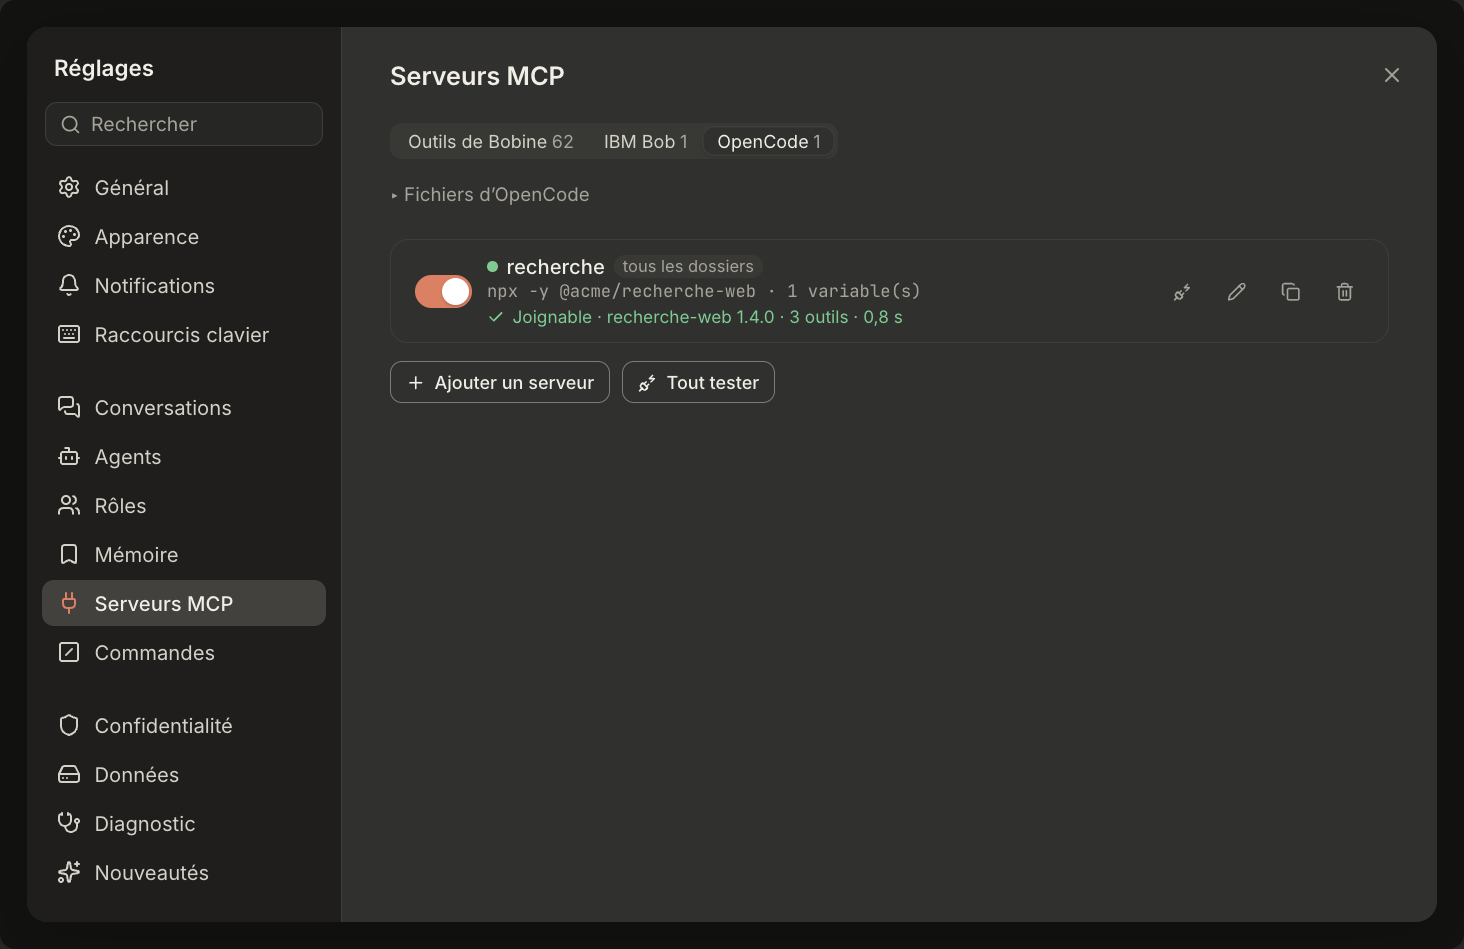 Réglages
Rechercher
Général
Apparence
Notifications
Raccourcis clavier
Conversations
Agents
Rôles
Mémoire
Serveurs MCP
Commandes
Confidentialité
Données
Diagnostic
Nouveautés
Serveurs MCP
Outils de Bobine 62 IBM Bob 1 OpenCode 1
Fichiers d’OpenCode
recherche tous les dossiers
npx -y @acme/recherche-web · 1 variable(s)
Joignable · recherche-web 1.4.0 · 3 outils · 0,8 s
Ajouter un serveur Tout tester